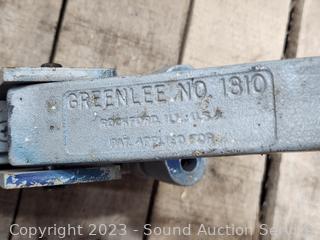 GREENLEE NO. 1810
ROCKFORD, ILL. U.S.A.
PAT. APPLIED FOR
Copyright 2023 - Sound Auction Service